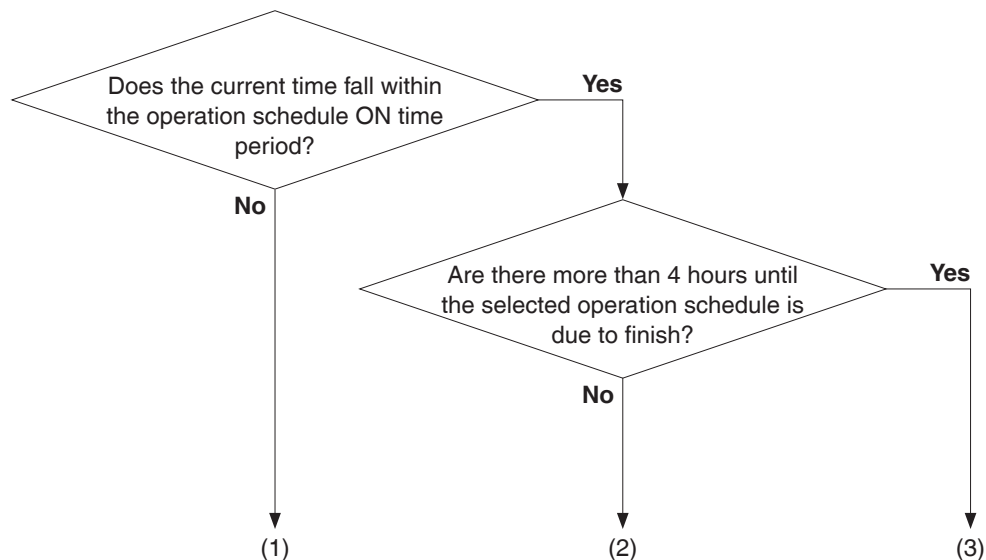 Does the current time fall within
the operation schedule ON time
period?
Yes
No
Are there more than 4 hours until
the selected operation schedule is
due to finish?
Yes
No
(1)
(2)
(3)